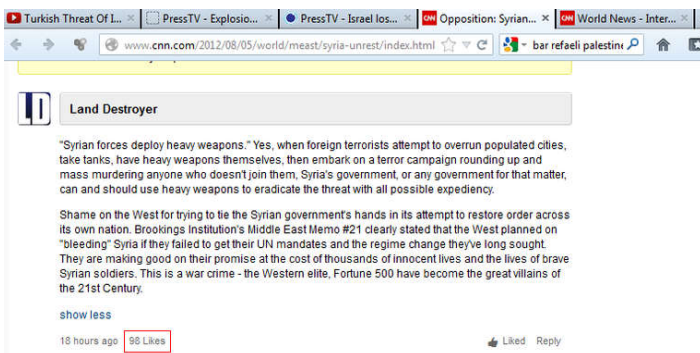 Turkish Threat Of I...
PressTV - Explosio...
PressTV - Israel los...
CNN Opposition: Syrian...
CNN World News - Inter...
www.cnn.com/2012/08/05/world/meast/syria-unrest/index.html
bar refaeli palestine
LD
Land Destroyer
"Syrian forces deploy heavy weapons." Yes, when foreign terrorists attempt to overrun populated cities,
take tanks, have heavy weapons themselves, then embark on a terror campaign rounding up and
mass murdering anyone who doesn't join them, Syria's government, or any government for that matter,
can and should use heavy weapons to eradicate the threat with all possible expediency.
Shame on the West for trying to tie the Syrian government's hands in its attempt to restore order across
its own nation. Brookings Institution's Middle East Memo #21 clearly stated that the West planned on
"bleeding" Syria if they failed to get their UN mandates and the regime change they've long sought.
They are making good on their promise at the cost of thousands of innocent lives and the lives of brave
Syrian soldiers. This is a war crime - the Western elite, Fortune 500 have become the great villains of
the 21st Century.
show less
18 hours ago 98 Likes Liked Reply